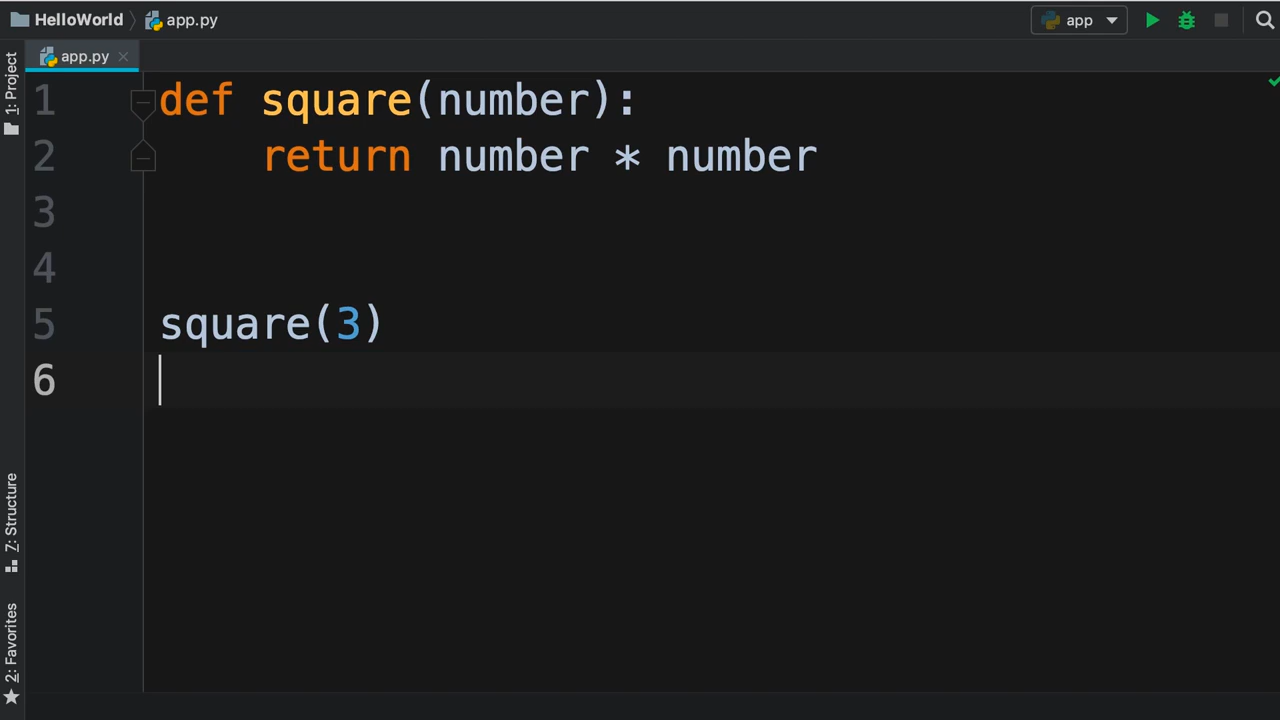 HelloWorld app.py app
app.py
1: Project
1 def square(number):
2     return number * number
3
4
5 square(3)
6
7: Structure
2: Favorites